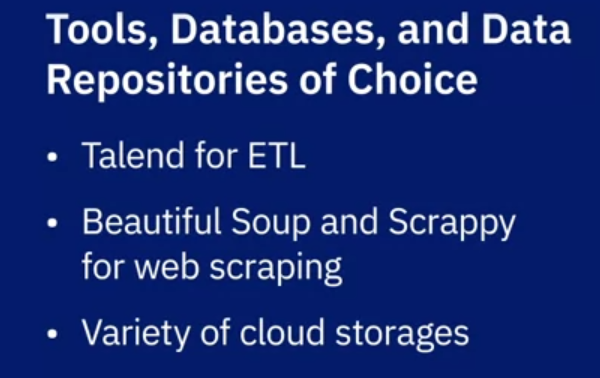 Tools, Databases, and Data
Repositories of Choice
• Talend for ETL
• Beautiful Soup and Scrappy
for web scraping
• Variety of cloud storages